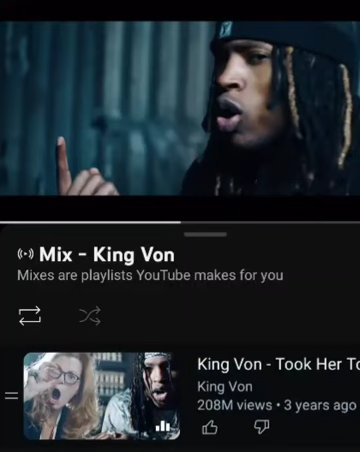 Mix - King Von
Mixes are playlists YouTube makes for you
King Von - Took Her To
King Von
208M views • 3 years ago